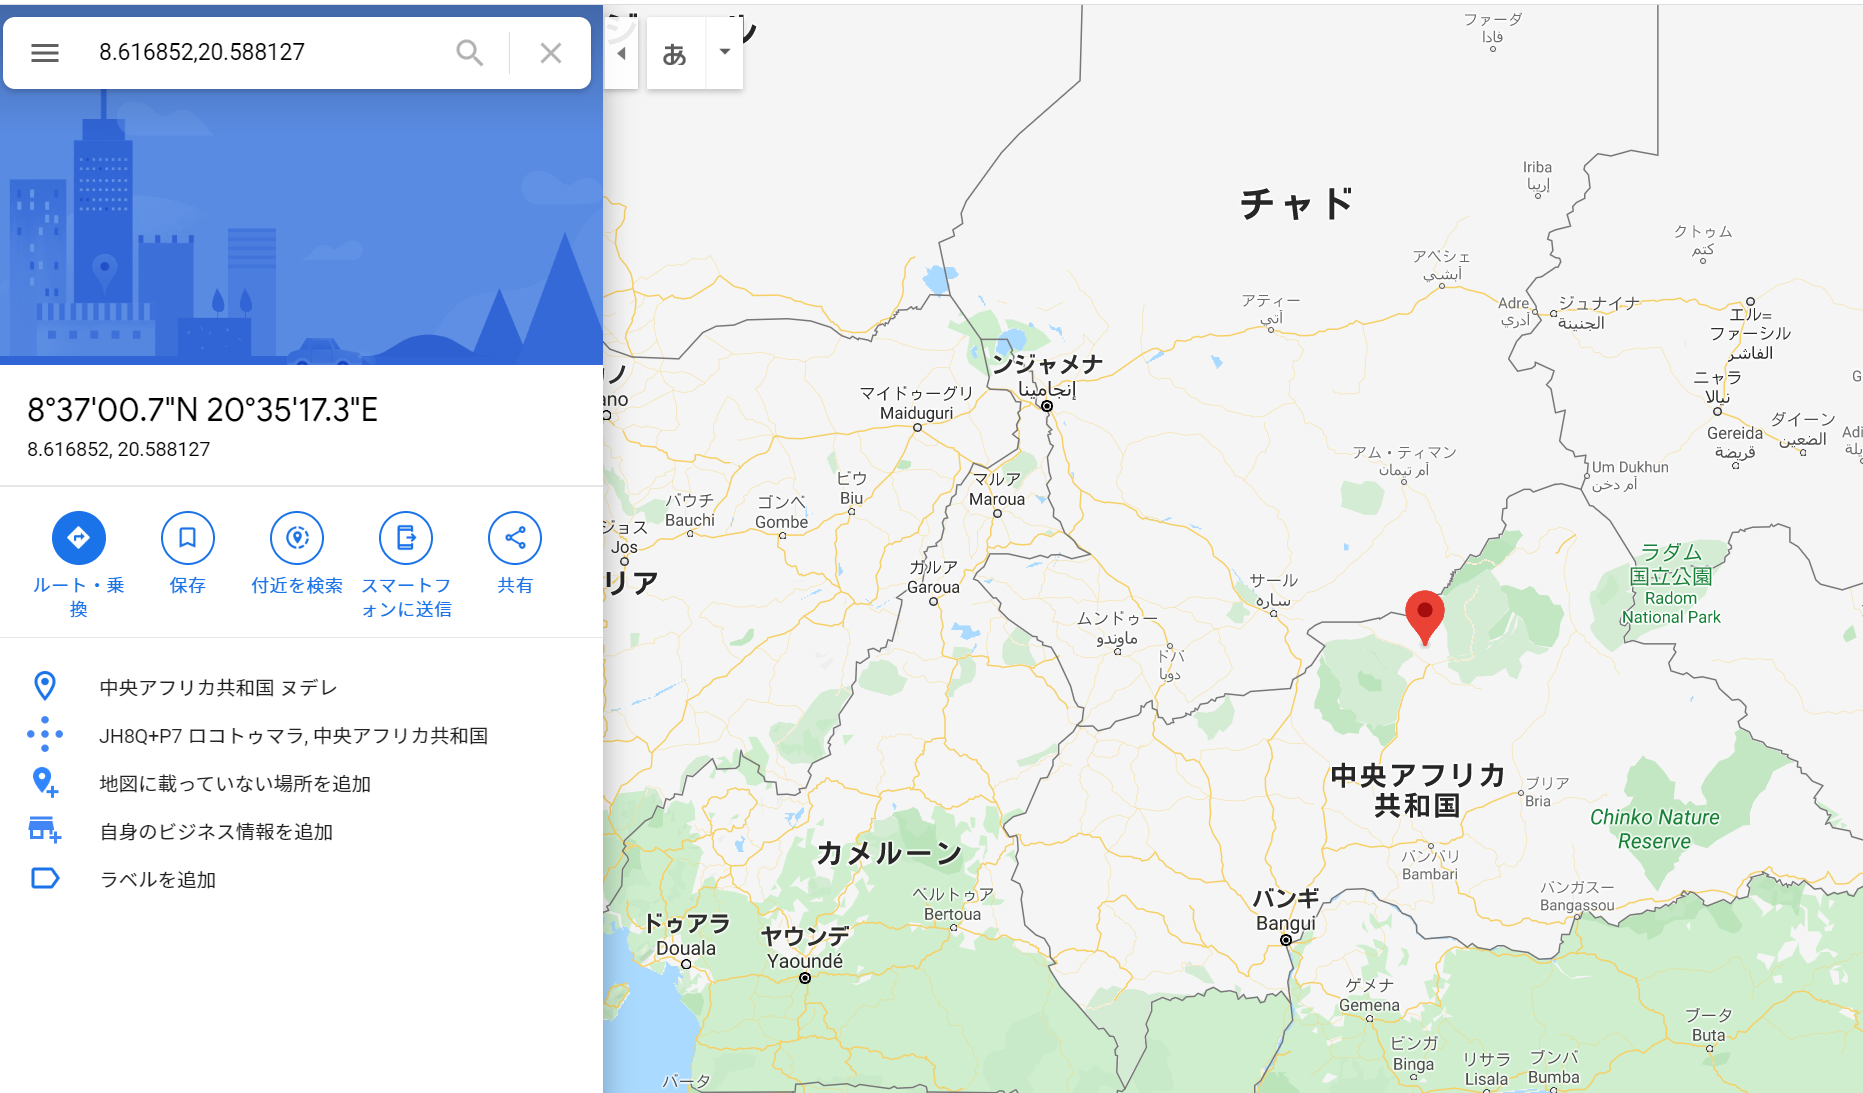 8.616852,20.588127
あ
8°37'00.7"N 20°35'17.3"E
8.616852, 20.588127
ルート・乗
換
保存
付近を検索
スマートフ
ォンに送信
共有
中央アフリカ共和国 ヌデレ
JH8Q+P7 ロコトゥマラ, 中央アフリカ共和国
地図に載っていない場所を追加
自身のビジネス情報を追加
ラベルを追加
ファーダ
فادا
Iriba
إريبا
チャド
クトゥム
كتم
アベシェ
أبشي
アティー
أتي
Adre
أدري
ジュナイナ
الجنينة
エル=
ファーシル
الفاشر
ンジャメナ
إنجامينا
マイドゥーグリ
Maiduguri
ニャラ
نيالا
ダイーン
الضعين
Gereida
قريضة
アム・ティマン
أم تيمان
Um Dukhun
أم دخن
ビウ
Biu
マルア
Maroua
バウチ
Bauchi
ゴンベ
Gombe
ジョス
Jos
リア
ガルア
Garoua
サール
ساره
ラダム
国立公園
Radom
National Park
ムンドゥー
ماوندو
ドバ
دوبا
中央アフリカ
共和国
ブリア
Bria
Chinko Nature
Reserve
カメルーン
バンバリ
Bambari
ベルトゥア
Bertoua
バンギ
Bangui
バンガスー
Bangassou
ドゥアラ
Douala
ヤウンデ
Yaoundé
ゲメナ
Gemena
ブータ
Buta
ビンガ
Binga
リサラ
Lisala
ブンバ
Bumba
バータ